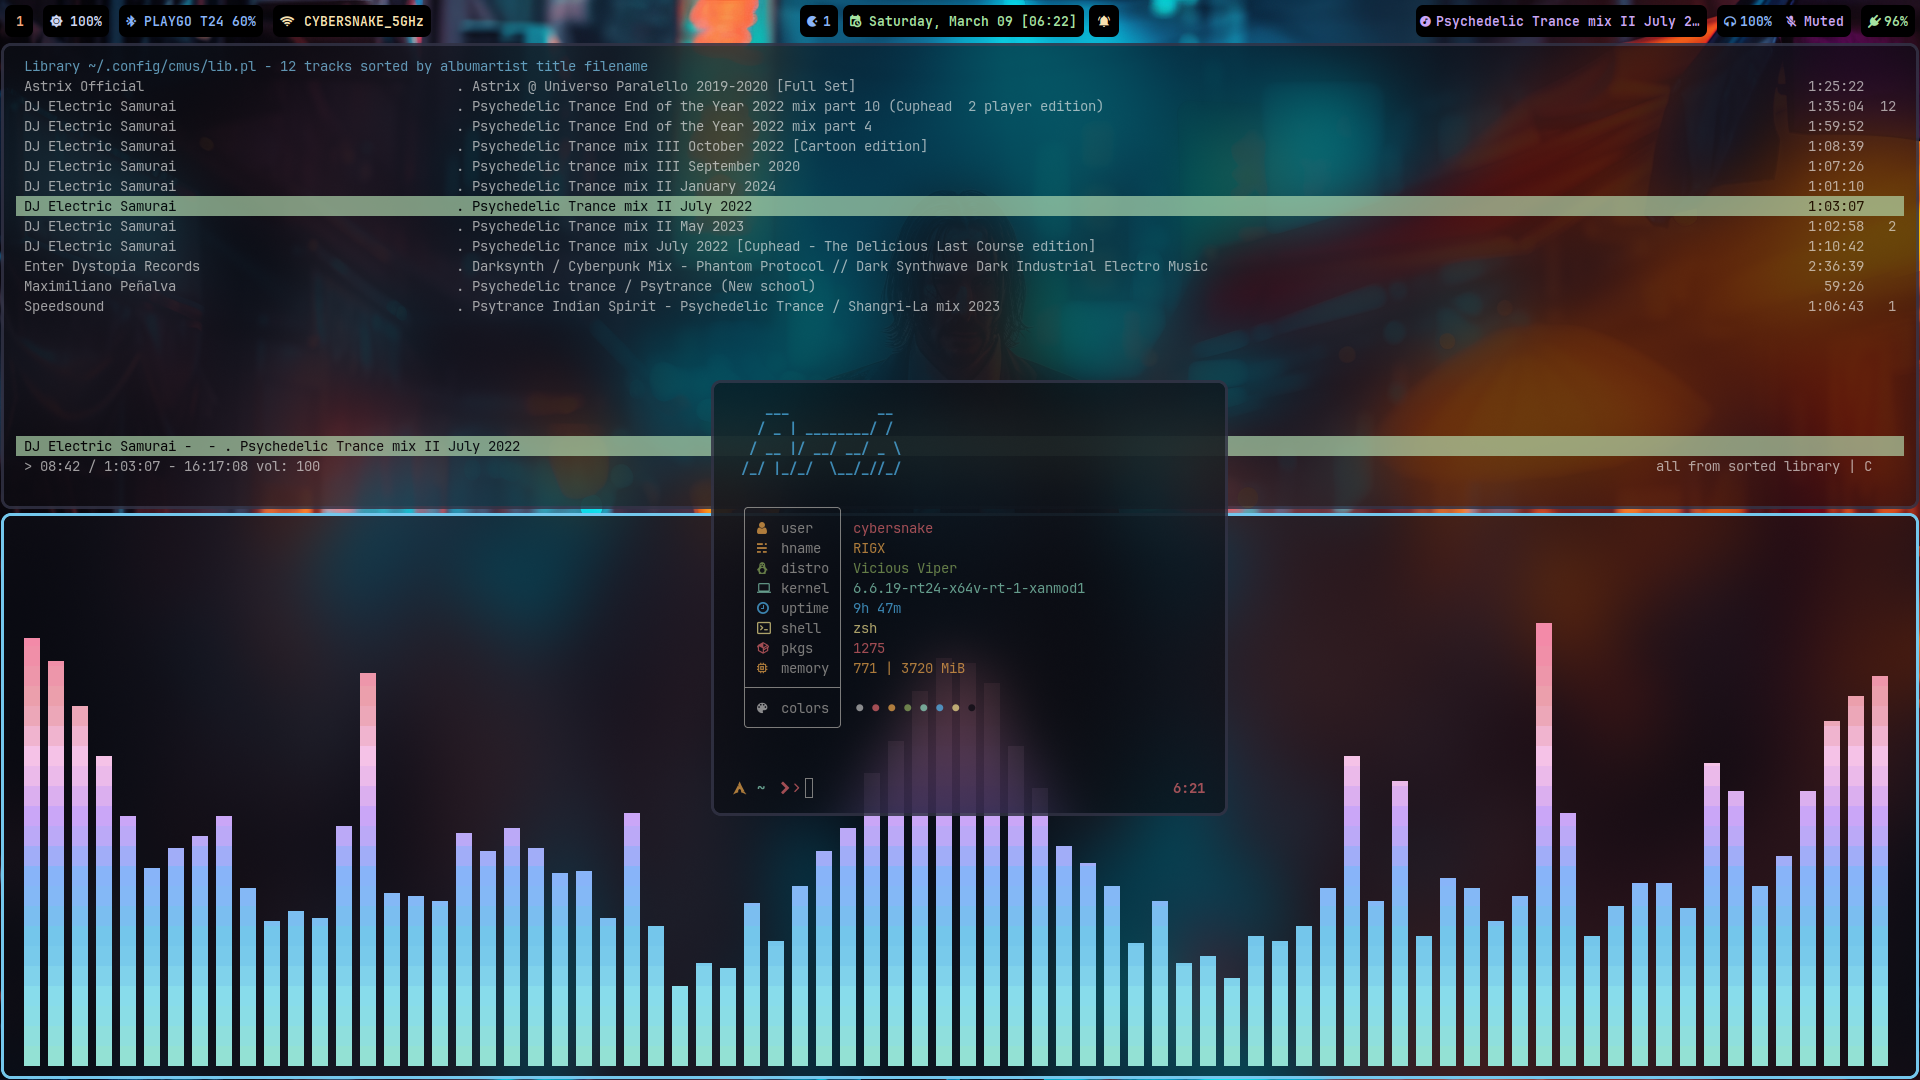 1 100% PLAYGO T24 60% CYBERSNAKE_5GHz 1 Saturday, March 09 [06:22] Psychedelic Trance mix II July 2… 100% Muted 96%
Library ~/.config/cmus/lib.pl - 12 tracks sorted by albumartist title filename
Astrix Official . Astrix @ Universo Paralello 2019-2020 [Full Set] 1:25:22
DJ Electric Samurai . Psychedelic Trance End of the Year 2022 mix part 10 (Cuphead  2 player edition) 1:35:04 12
DJ Electric Samurai . Psychedelic Trance End of the Year 2022 mix part 4 1:59:52
DJ Electric Samurai . Psychedelic Trance mix III October 2022 [Cartoon edition] 1:08:39
DJ Electric Samurai . Psychedelic Trance mix III September 2020 1:07:26
DJ Electric Samurai . Psychedelic Trance mix II January 2024 1:01:10
DJ Electric Samurai . Psychedelic Trance mix II July 2022 1:03:07
DJ Electric Samurai . Psychedelic Trance mix II May 2023 1:02:58 2
DJ Electric Samurai . Psychedelic Trance mix July 2022 [Cuphead - The Delicious Last Course edition] 1:10:42
Enter Dystopia Records . Darksynth / Cyberpunk Mix - Phantom Protocol // Dark Synthwave Dark Industrial Electro Music 2:36:39
Maximiliano Peñalva . Psychedelic trance / Psytrance (New school) 59:26
Speedsound . Psytrance Indian Spirit - Psychedelic Trance / Shangri-La mix 2023 1:06:43 1
DJ Electric Samurai -  - . Psychedelic Trance mix II July 2022
> 08:42 / 1:03:07 - 16:17:08 vol: 100 all from sorted library | C
Arch
user cybersnake
hname RIGX
distro Vicious Viper
kernel 6.6.19-rt24-x64v-rt-1-xanmod1
uptime 9h 47m
shell zsh
pkgs 1275
memory 771 | 3720 MiB
colors
~ 6:21